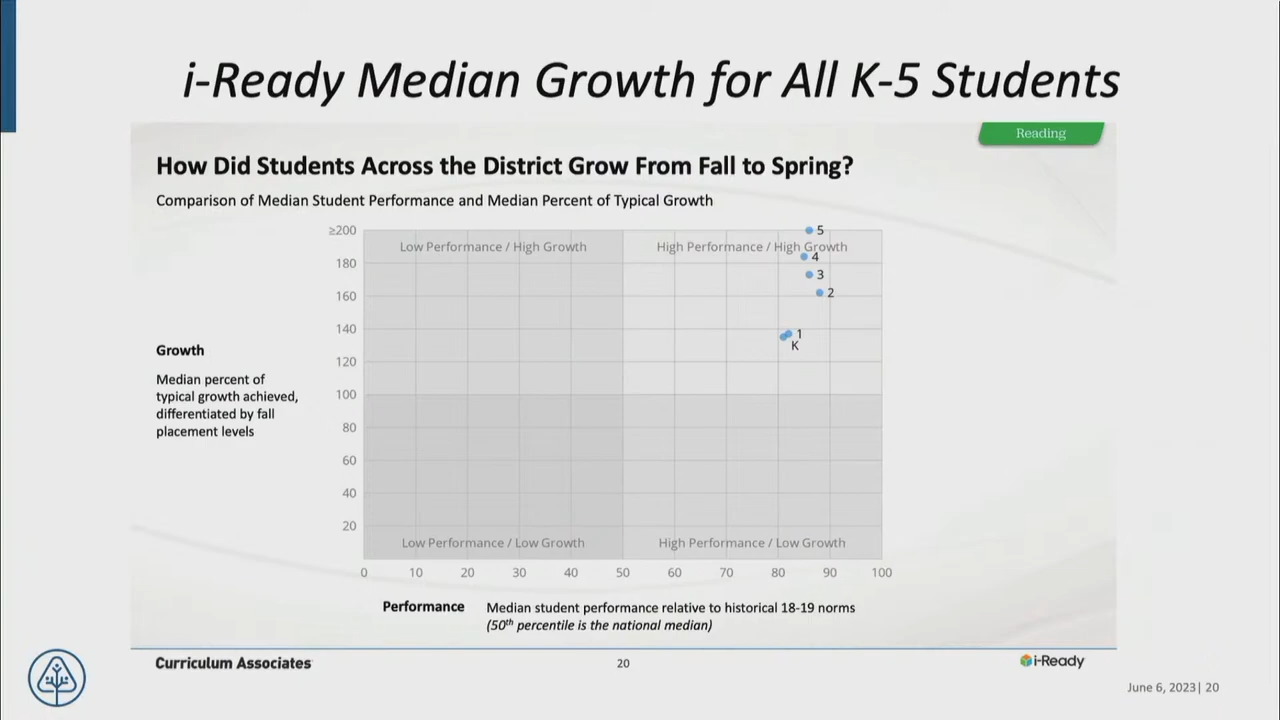 i-Ready Median Growth for All K-5 Students
Reading
How Did Students Across the District Grow From Fall to Spring?
Comparison of Median Student Performance and Median Percent of Typical Growth
≥200
180
160
140
120
100
80
60
40
20
Low Performance / High Growth
High Performance / High Growth
5
4
3
2
1
K
Growth
Median percent of
typical growth achieved,
differentiated by fall
placement levels
Low Performance / Low Growth
High Performance / Low Growth
0 10 20 30 40 50 60 70 80 90 100
Performance
Median student performance relative to historical 18-19 norms
(50th percentile is the national median)
Curriculum Associates
20
i-Ready
June 6, 2023| 20